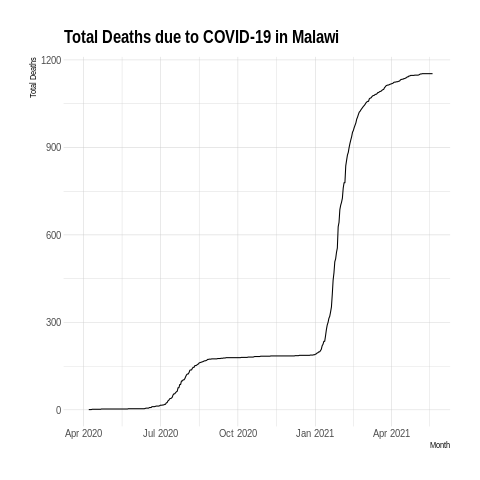 Total Deaths due to COVID-19 in Malawi
Total Deaths
1200
900
600
300
0
Apr 2020 Jul 2020 Oct 2020 Jan 2021 Apr 2021
Month